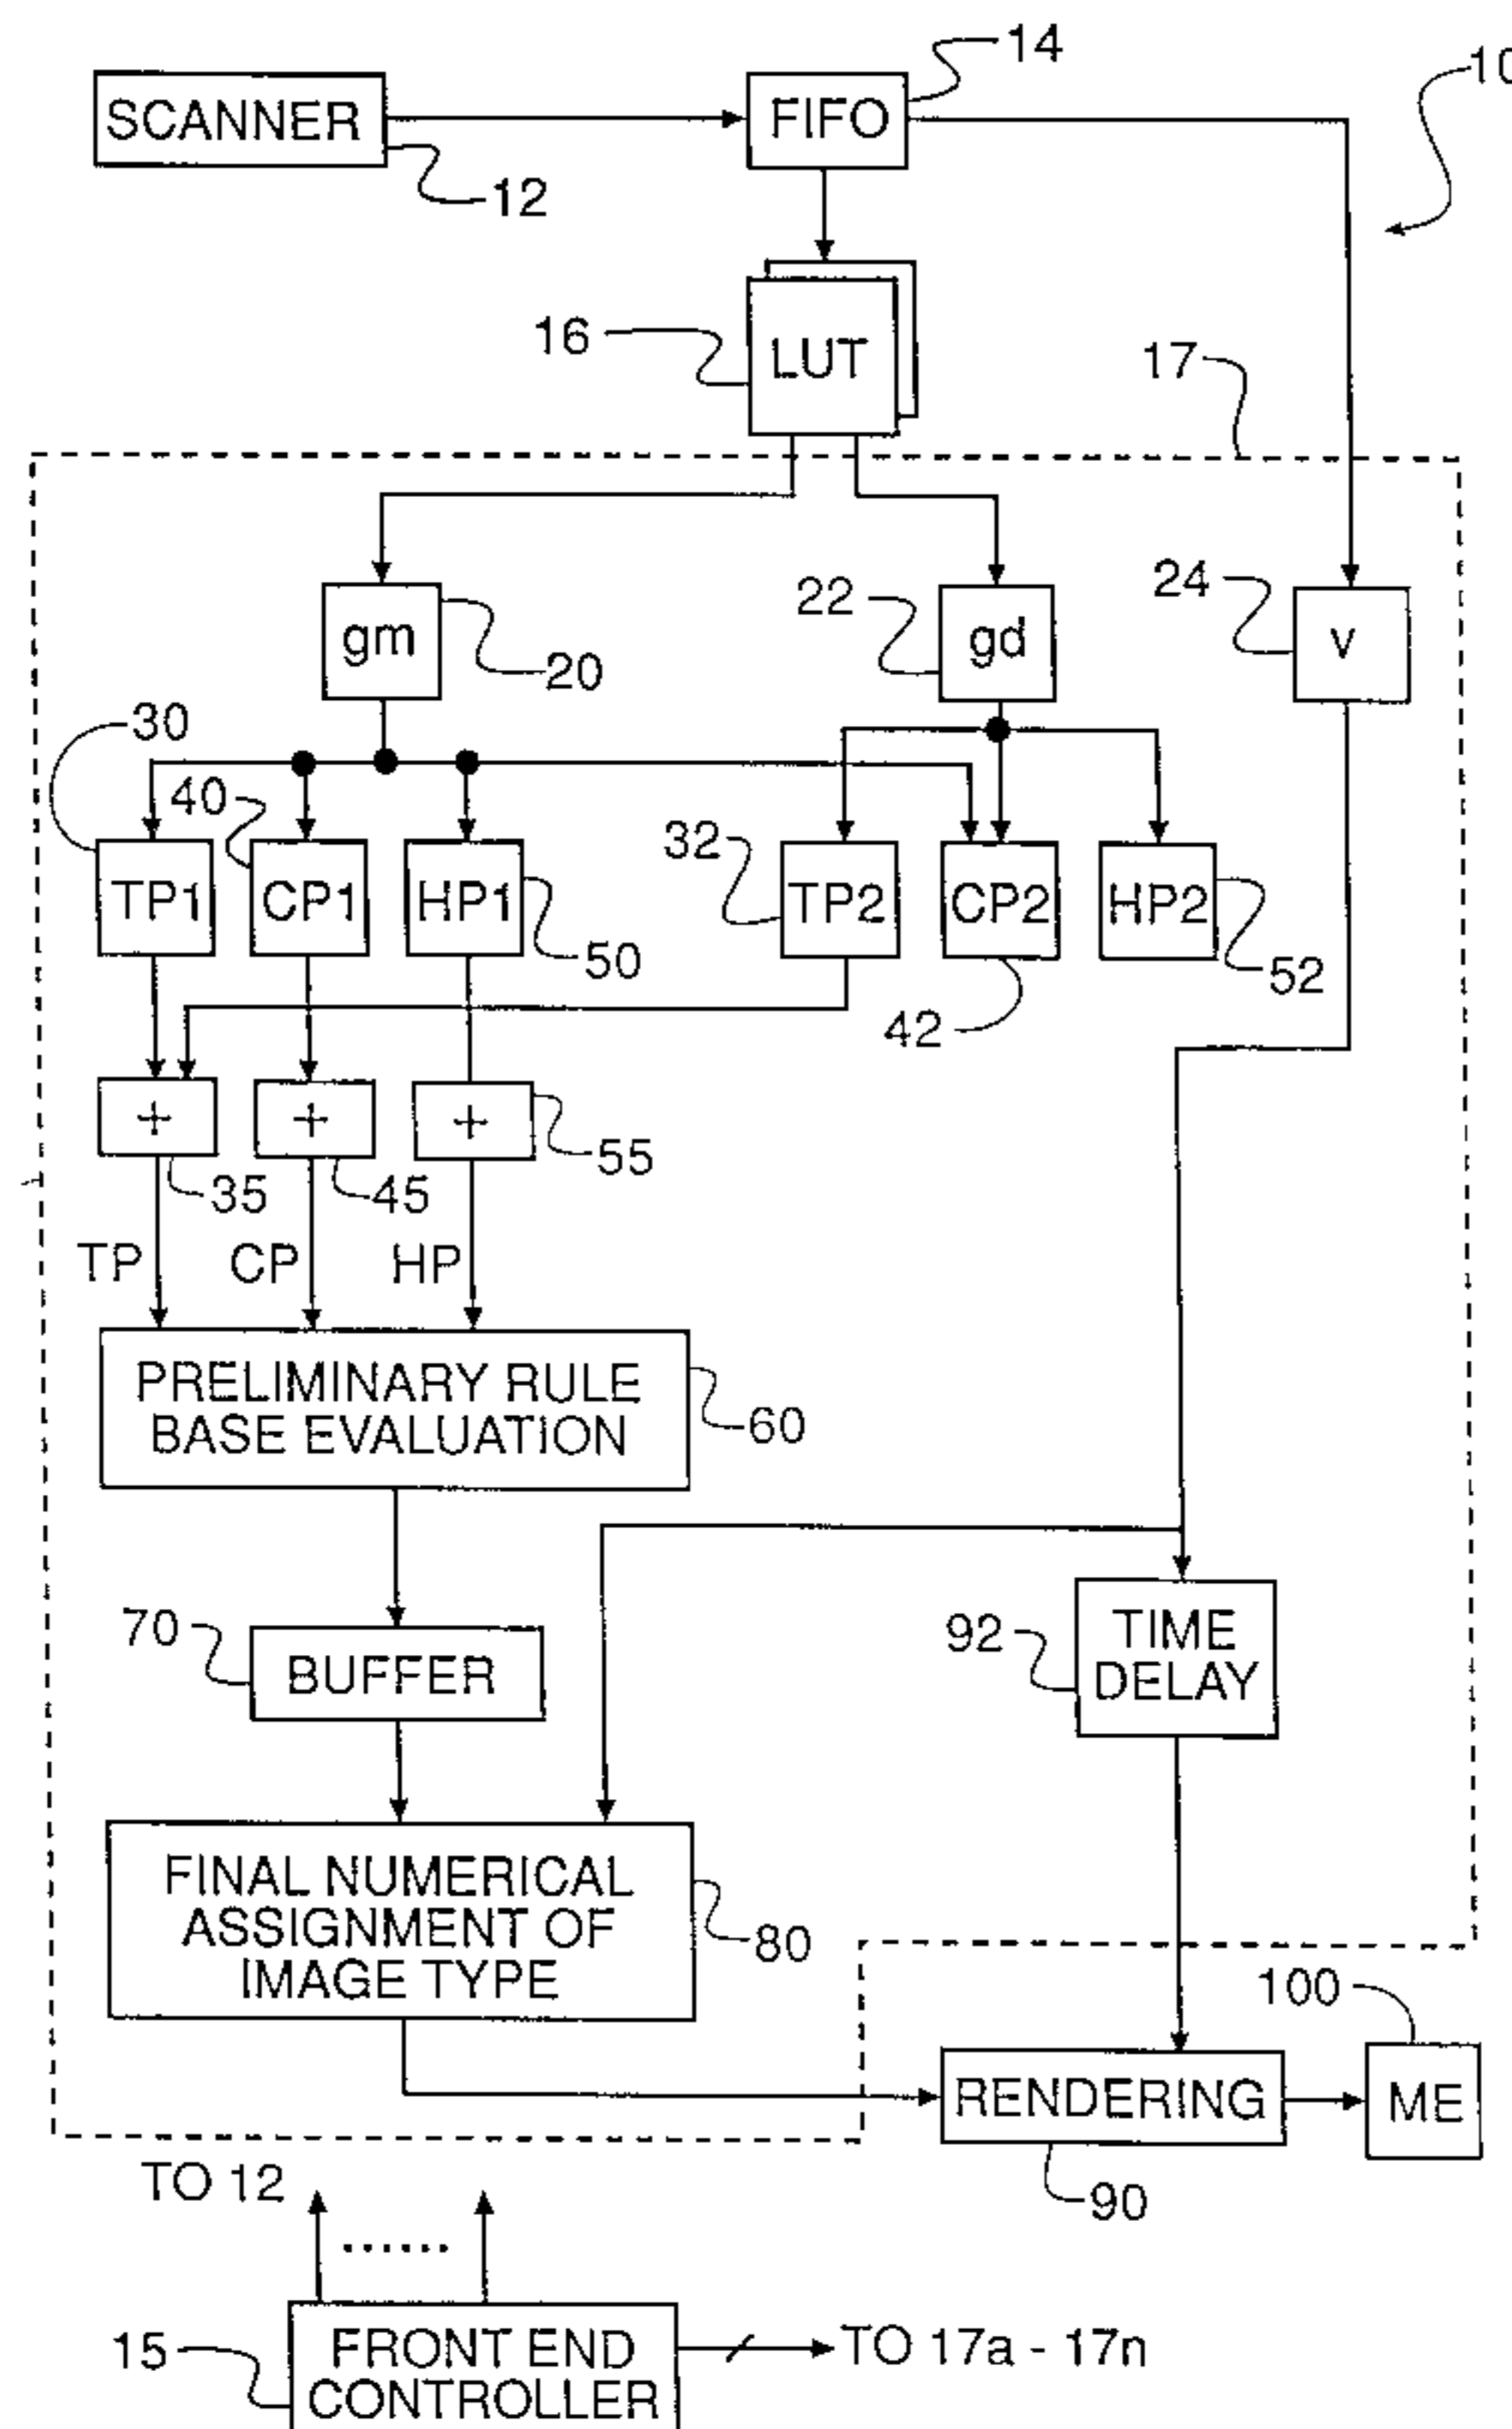 14
10
SCANNER
FIFO
12
16
LUT
17
gm
20
22
gd
24
v
30
40
TP1
CP1
HP1
50
32
TP2
CP2
HP2
52
42
+
+
+
55
35
45
TP
CP
HP
PRELIMINARY RULE
BASE EVALUATION
60
70
BUFFER
92
TIME
DELAY
FINAL NUMERICAL
ASSIGNMENT OF
IMAGE TYPE
80
100
RENDERING
ME
90
TO 12
......
15
FRONT END
CONTROLLER
TO 17a - 17n